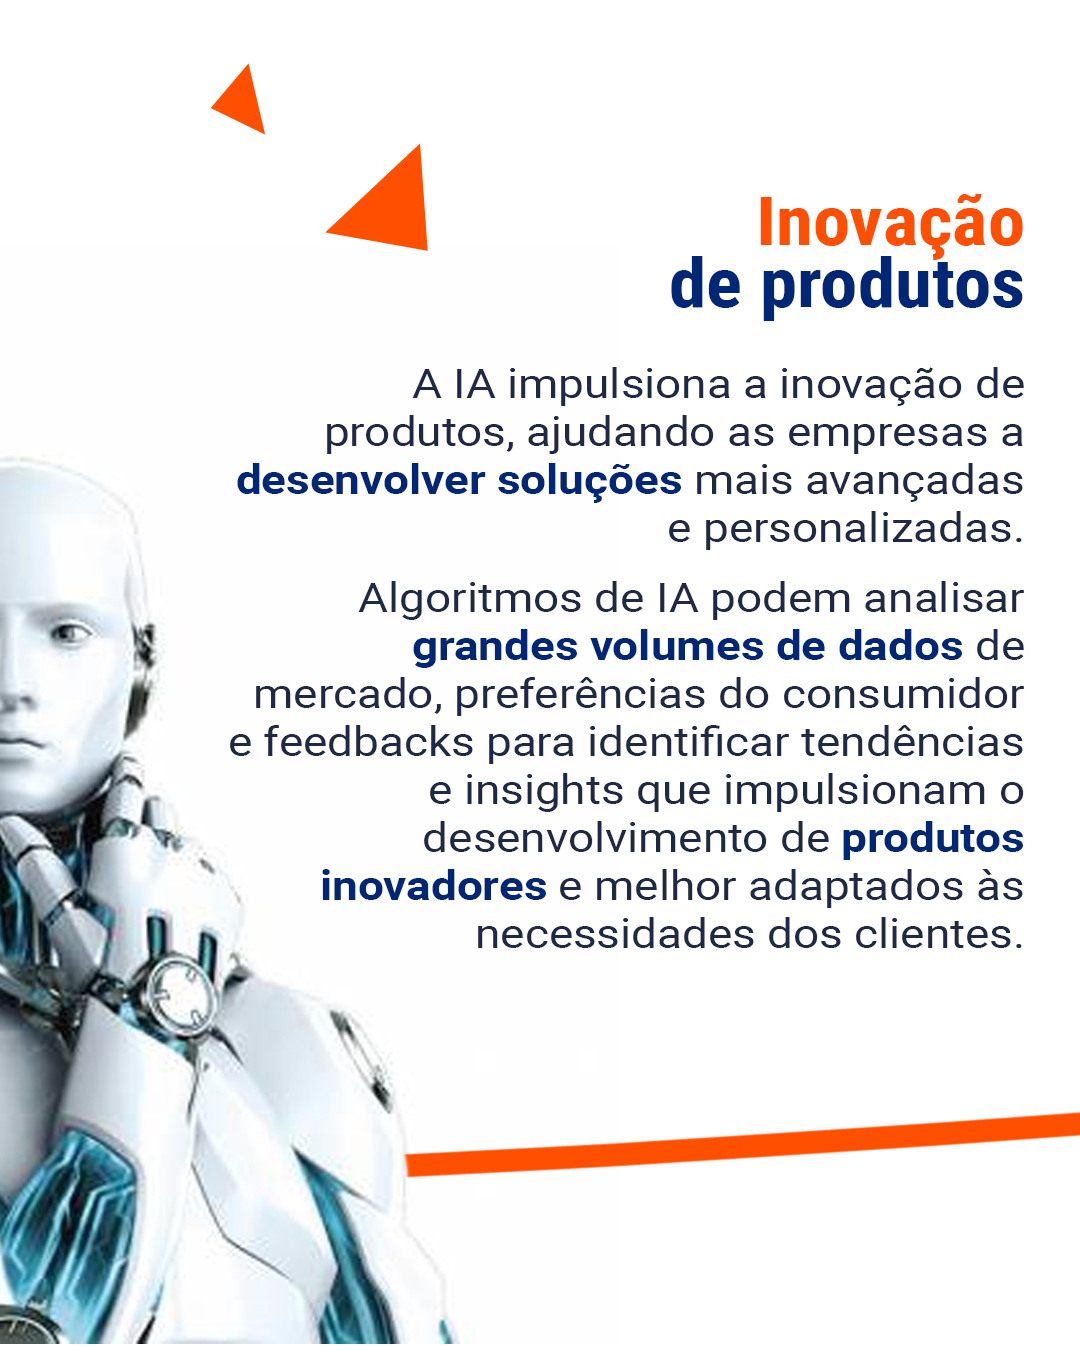 Inovação
de produtos
A IA impulsiona a inovação de
produtos, ajudando as empresas a
desenvolver soluções mais avançadas
e personalizadas.
Algoritmos de IA podem analisar
grandes volumes de dados de
mercado, preferências do consumidor
e feedbacks para identificar tendências
e insights que impulsionam o
desenvolvimento de produtos
inovadores e melhor adaptados às
necessidades dos clientes.